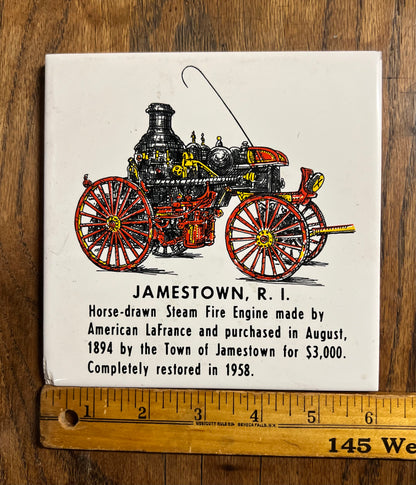 JAMESTOWN, R. I.
Horse-drawn Steam Fire Engine made by
American LaFrance and purchased in August,
1894 by the Town of Jamestown for $3,000.
Completely restored in 1958.
1 2 3 4 5 6
145 We